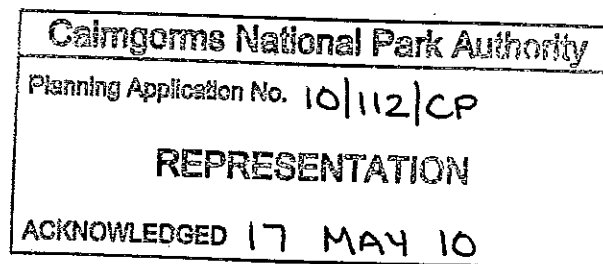 Cairngorms National Park Authority
Planning Application No. 10/112/CP
REPRESENTATION
ACKNOWLEDGED 17 MAY 10